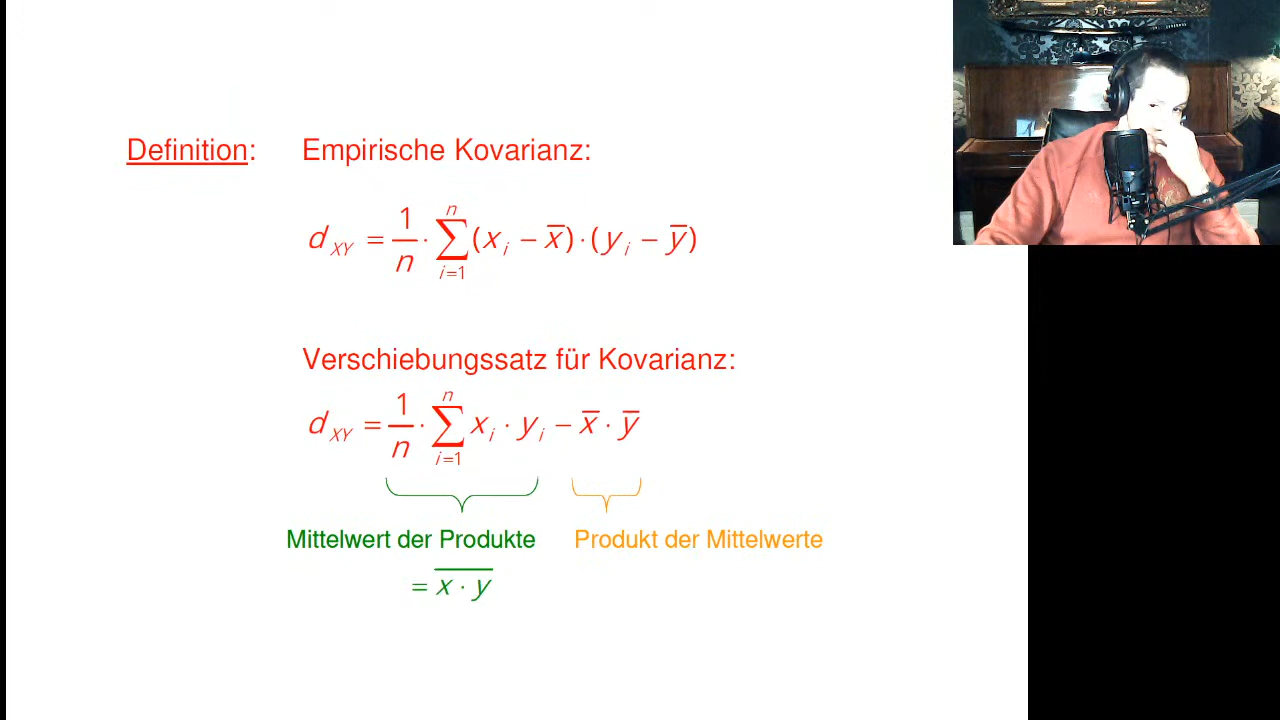 Definition: Empirische Kovarianz:
d_XY = 1/n · ∑_{i=1}^{n} (x_i − x̅) · (y_i − y̅)
Verschiebungssatz für Kovarianz:
d_XY = 1/n · ∑_{i=1}^{n} x_i · y_i − x̅ · y̅
Mittelwert der Produkte Produkt der Mittelwerte
= \overline{x · y}